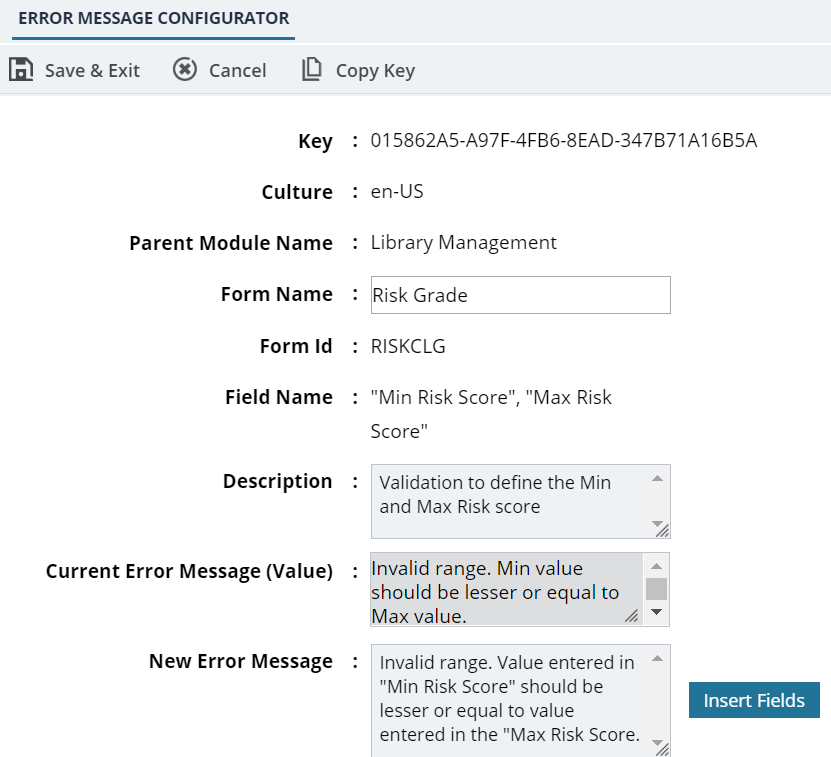 ERROR MESSAGE CONFIGURATOR
Save & Exit Cancel Copy Key
Key : 015862A5-A97F-4FB6-8EAD-347B71A16B5A
Culture : en-US
Parent Module Name : Library Management
Form Name : Risk Grade
Form Id : RISKCLG
Field Name : "Min Risk Score", "Max Risk
Score"
Description : Validation to define the Min
and Max Risk score
Current Error Message (Value) : Invalid range. Min value
should be lesser or equal to
Max value.
New Error Message : Invalid range. Value entered in
"Min Risk Score" should be
lesser or equal to value
entered in the "Max Risk Score.
Insert Fields